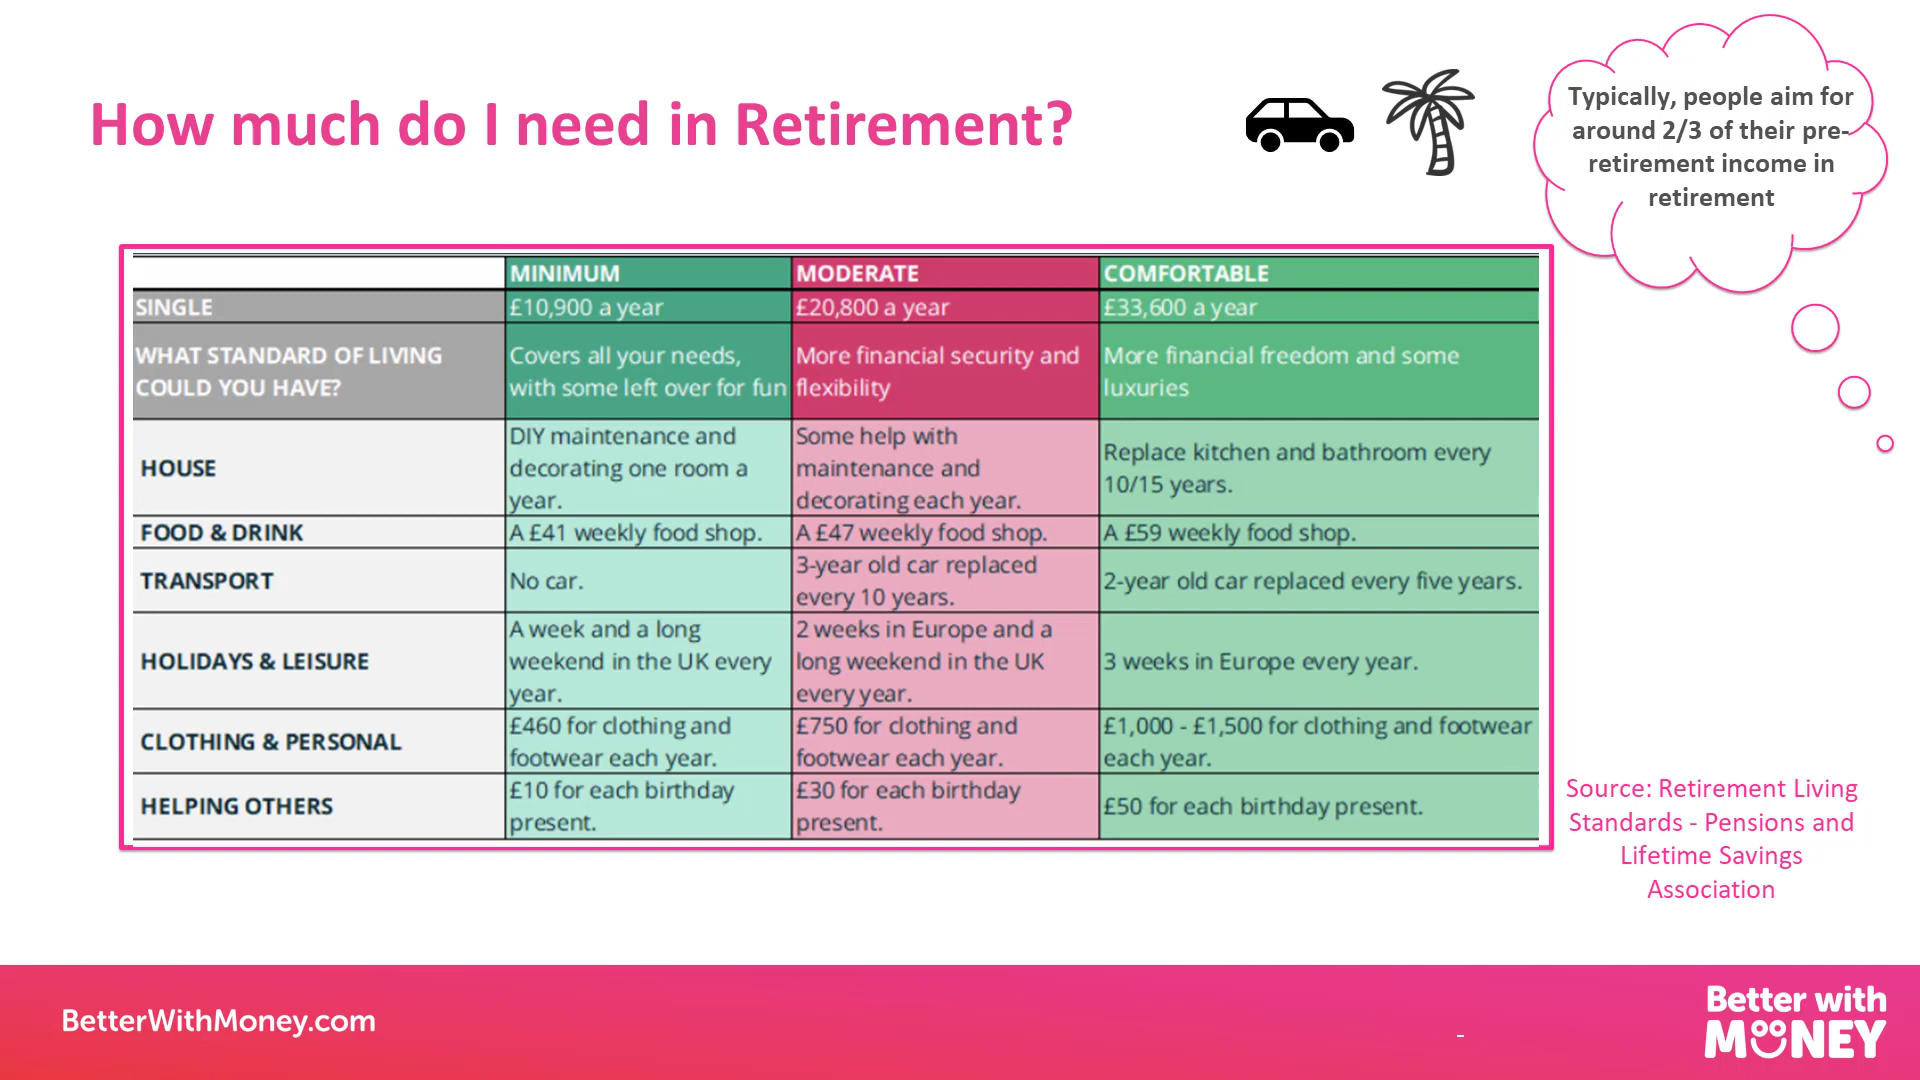 How much do I need in Retirement?
Typically, people aim for
around 2/3 of their pre-
retirement income in
retirement
MINIMUM MODERATE COMFORTABLE
SINGLE £10,900 a year £20,800 a year £33,600 a year
WHAT STANDARD OF LIVING
COULD YOU HAVE?
Covers all your needs,
with some left over for fun
More financial security and
flexibility
More financial freedom and some
luxuries
HOUSE
DIY maintenance and
decorating one room a
year.
Some help with
maintenance and
decorating each year.
Replace kitchen and bathroom every
10/15 years.
FOOD & DRINK A £41 weekly food shop. A £47 weekly food shop. A £59 weekly food shop.
TRANSPORT
No car.
3-year old car replaced
every 10 years.
2-year old car replaced every five years.
HOLIDAYS & LEISURE
A week and a long
weekend in the UK every
year.
2 weeks in Europe and a
long weekend in the UK
every year.
3 weeks in Europe every year.
CLOTHING & PERSONAL
£460 for clothing and
footwear each year.
£750 for clothing and
footwear each year.
£1,000 - £1,500 for clothing and footwear
each year.
HELPING OTHERS
£10 for each birthday
present.
£30 for each birthday
present.
£50 for each birthday present.
Source: Retirement Living
Standards - Pensions and
Lifetime Savings
Association
BetterWithMoney.com
-
Better with
MONEY